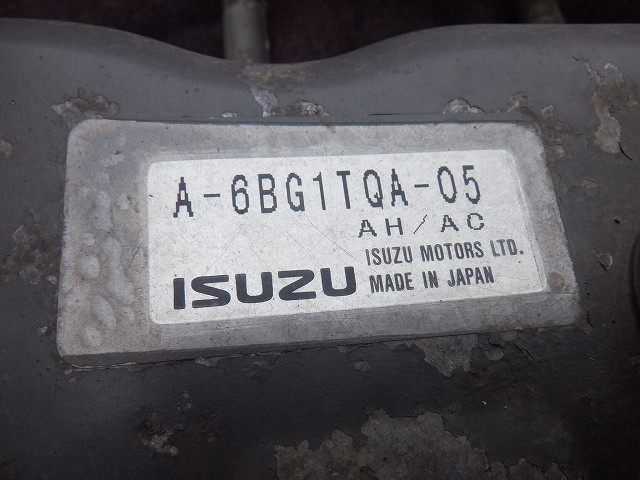 A-6BG1TQA-05
AH/AC
ISUZU MOTORS LTD.
ISUZU MADE IN JAPAN